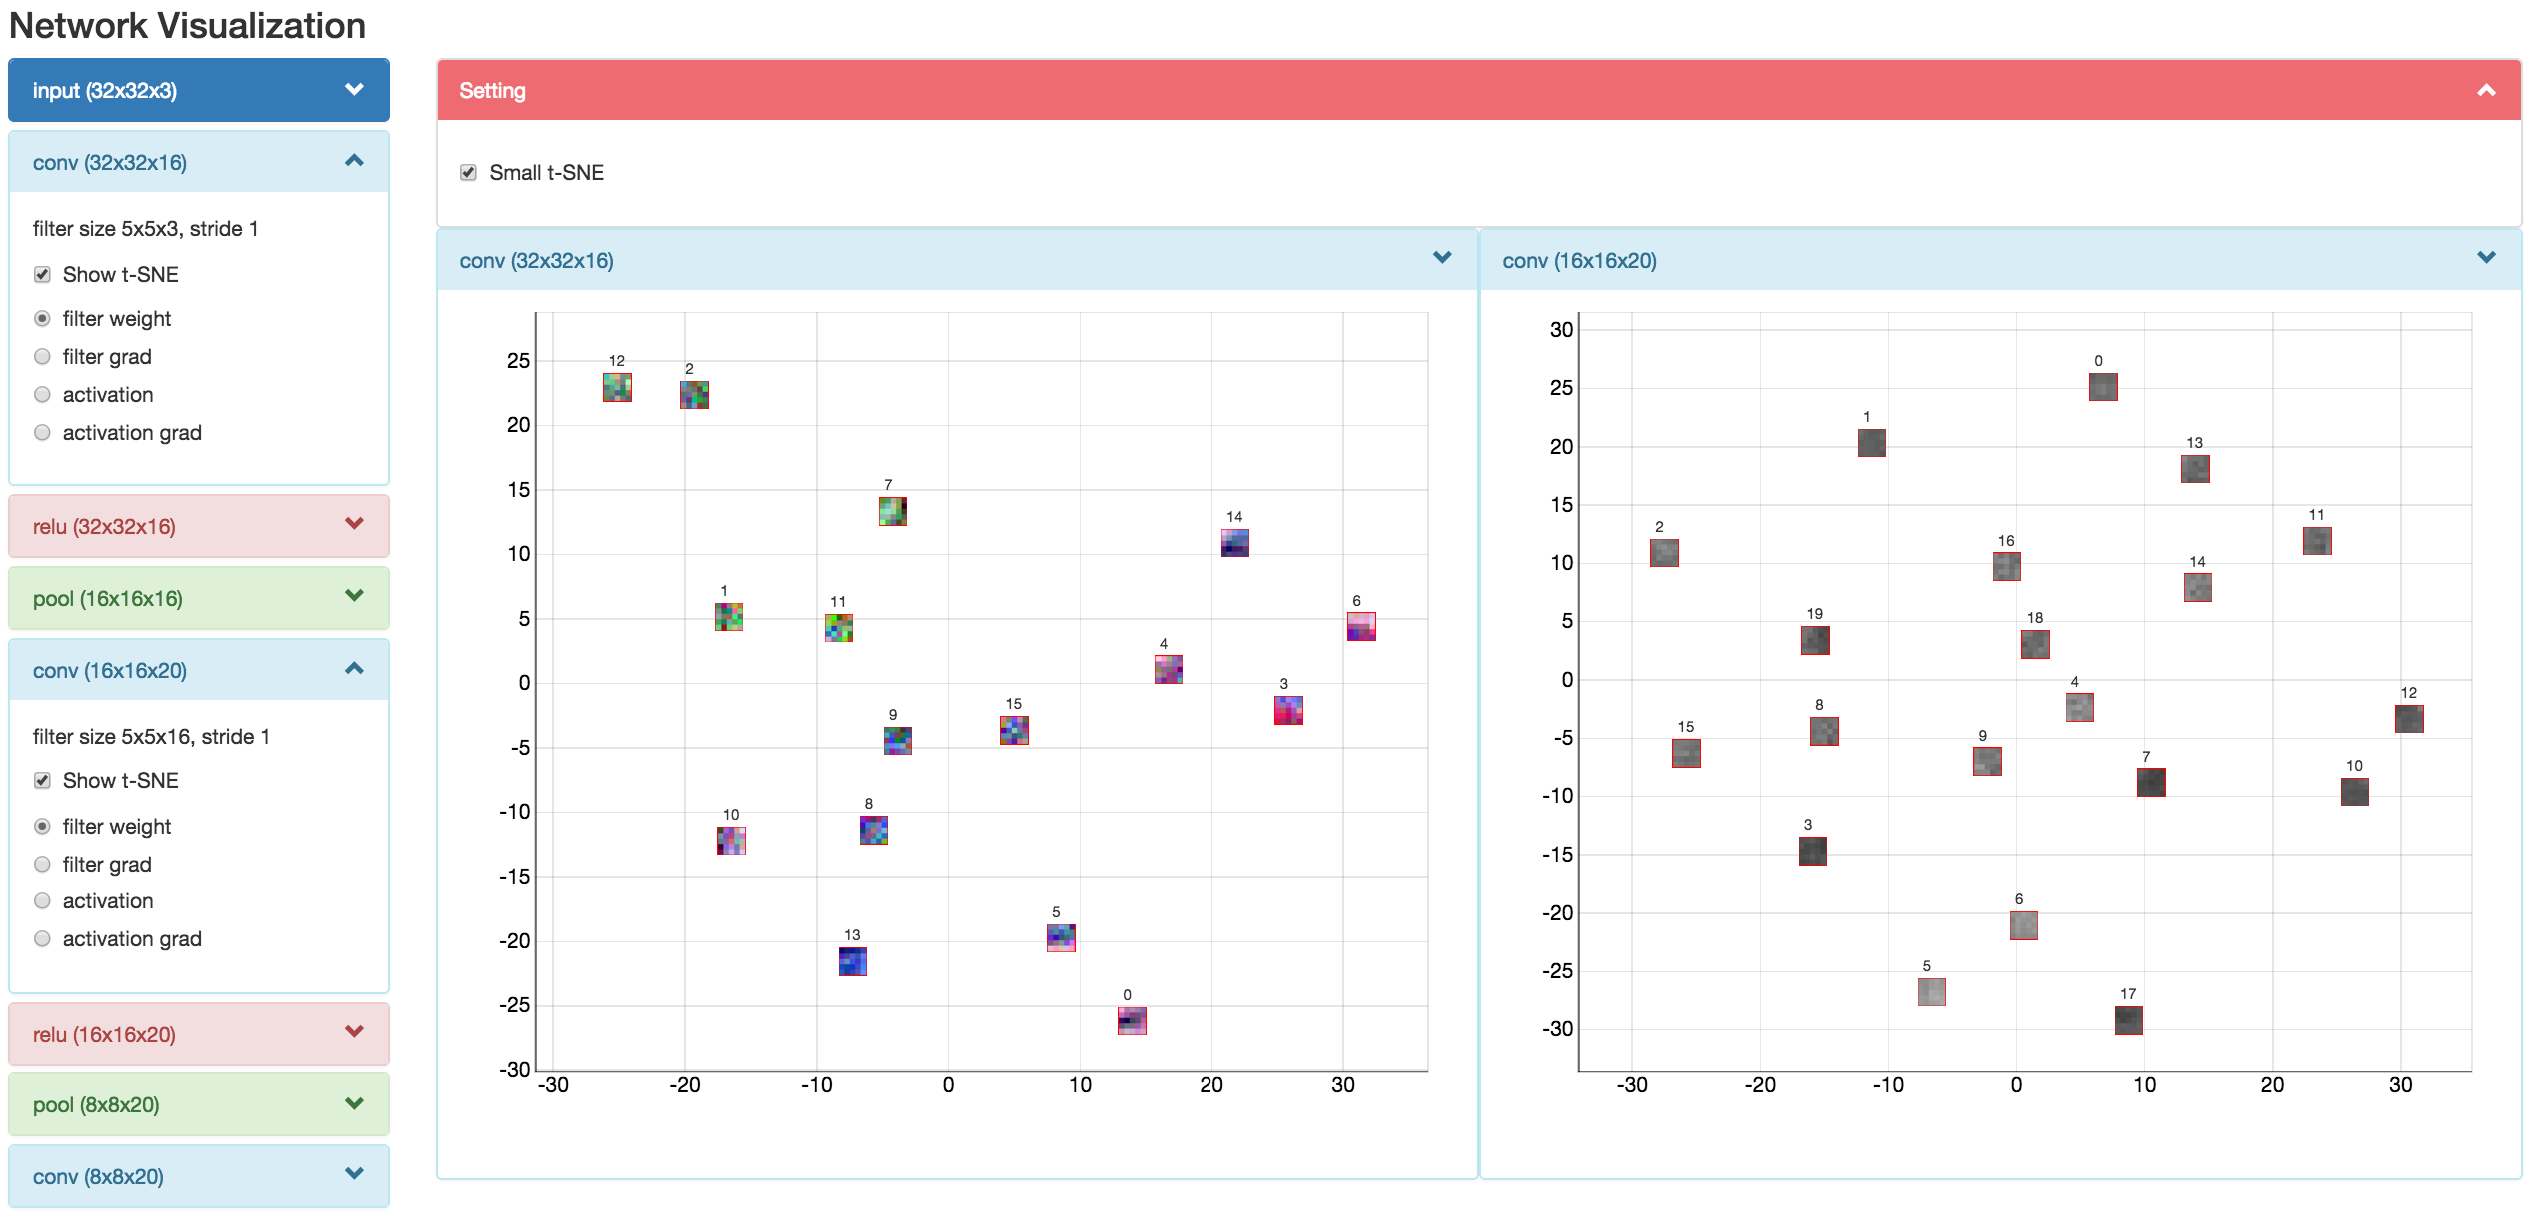 Network Visualization
input (32x32x3)
conv (32x32x16)
filter size 5x5x3, stride 1
Show t-SNE
filter weight
filter grad
activation
activation grad
relu (32x32x16)
pool (16x16x16)
conv (16x16x20)
filter size 5x5x16, stride 1
Show t-SNE
filter weight
filter grad
activation
activation grad
relu (16x16x20)
pool (8x8x20)
conv (8x8x20)
Setting
Small t-SNE
conv (32x32x16)
25
20
15
10
5
0
-5
-10
-15
-20
-25
-30
12
2
7
14
1
11
6
4
3
15
9
8
10
5
13
0
-30 -20 -10 0 10 20 30
conv (16x16x20)
30
25
20
15
10
5
0
-5
-10
-15
-20
-25
-30
0
1
13
11
2
16
14
19
18
4
12
8
15
9
7
10
3
6
5
17
-30 -20 -10 0 10 20 30